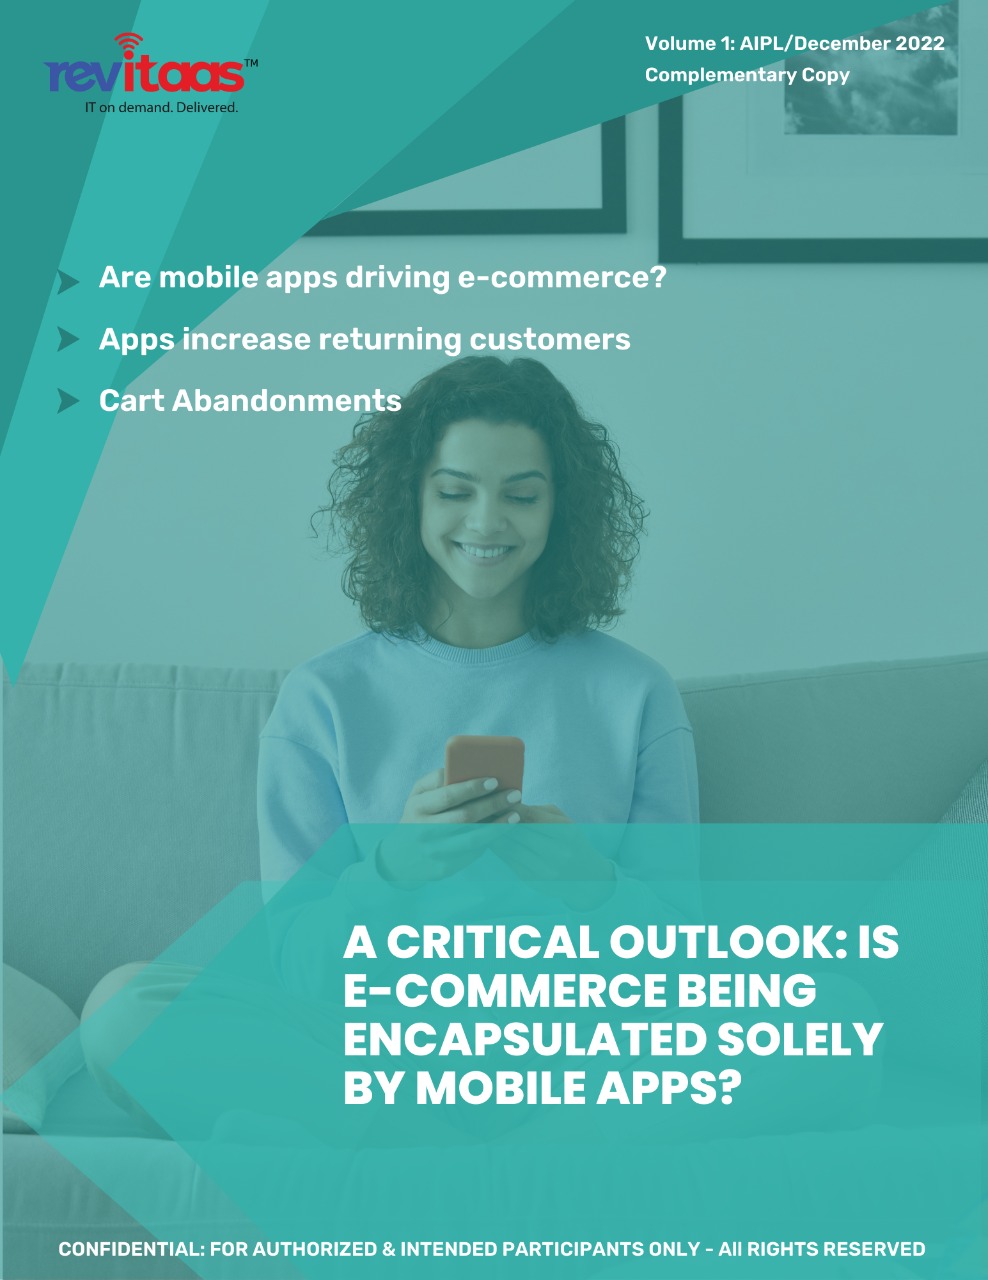 revitaas™
IT on demand. Delivered.
Volume 1: AIPL/December 2022
Complementary Copy
Are mobile apps driving e-commerce?
Apps increase returning customers
Cart Abandonments
A CRITICAL OUTLOOK: IS
E-COMMERCE BEING
ENCAPSULATED SOLELY
BY MOBILE APPS?
CONFIDENTIAL: FOR AUTHORIZED & INTENDED PARTICIPANTS ONLY - All RIGHTS RESERVED